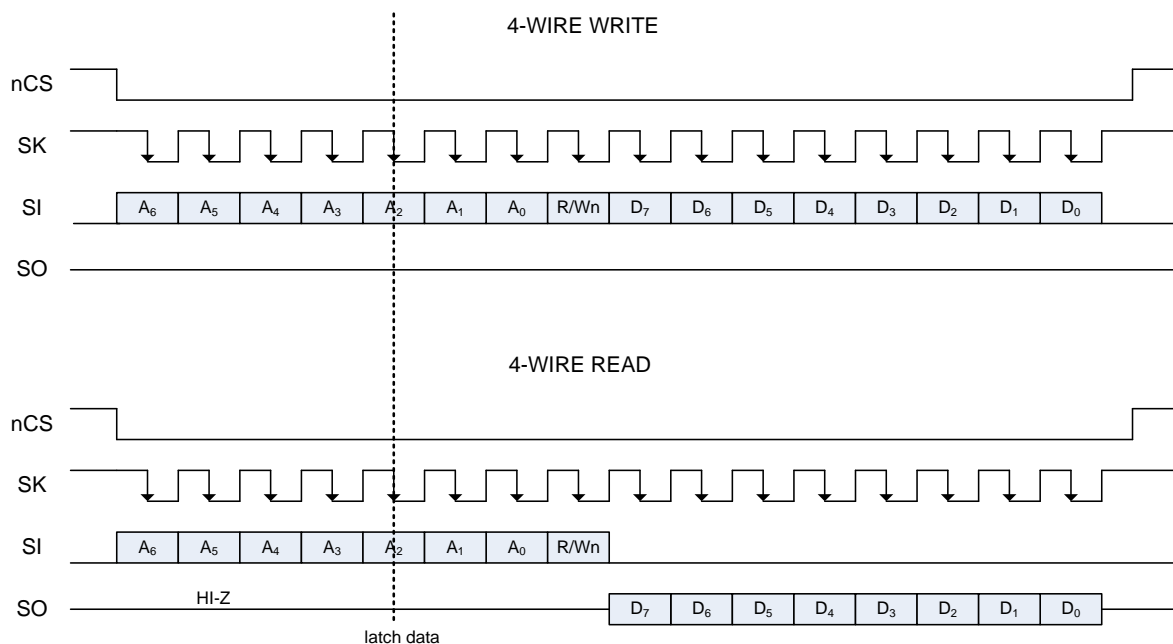 4-WIRE WRITE
nCS
SK
SI A₆ A₅ A₄ A₃ A₂ A₁ A₀ R/Wn D₇ D₆ D₅ D₄ D₃ D₂ D₁ D₀
SO
4-WIRE READ
nCS
SK
SI A₆ A₅ A₄ A₃ A₂ A₁ A₀ R/Wn
SO HI-Z D₇ D₆ D₅ D₄ D₃ D₂ D₁ D₀
latch data